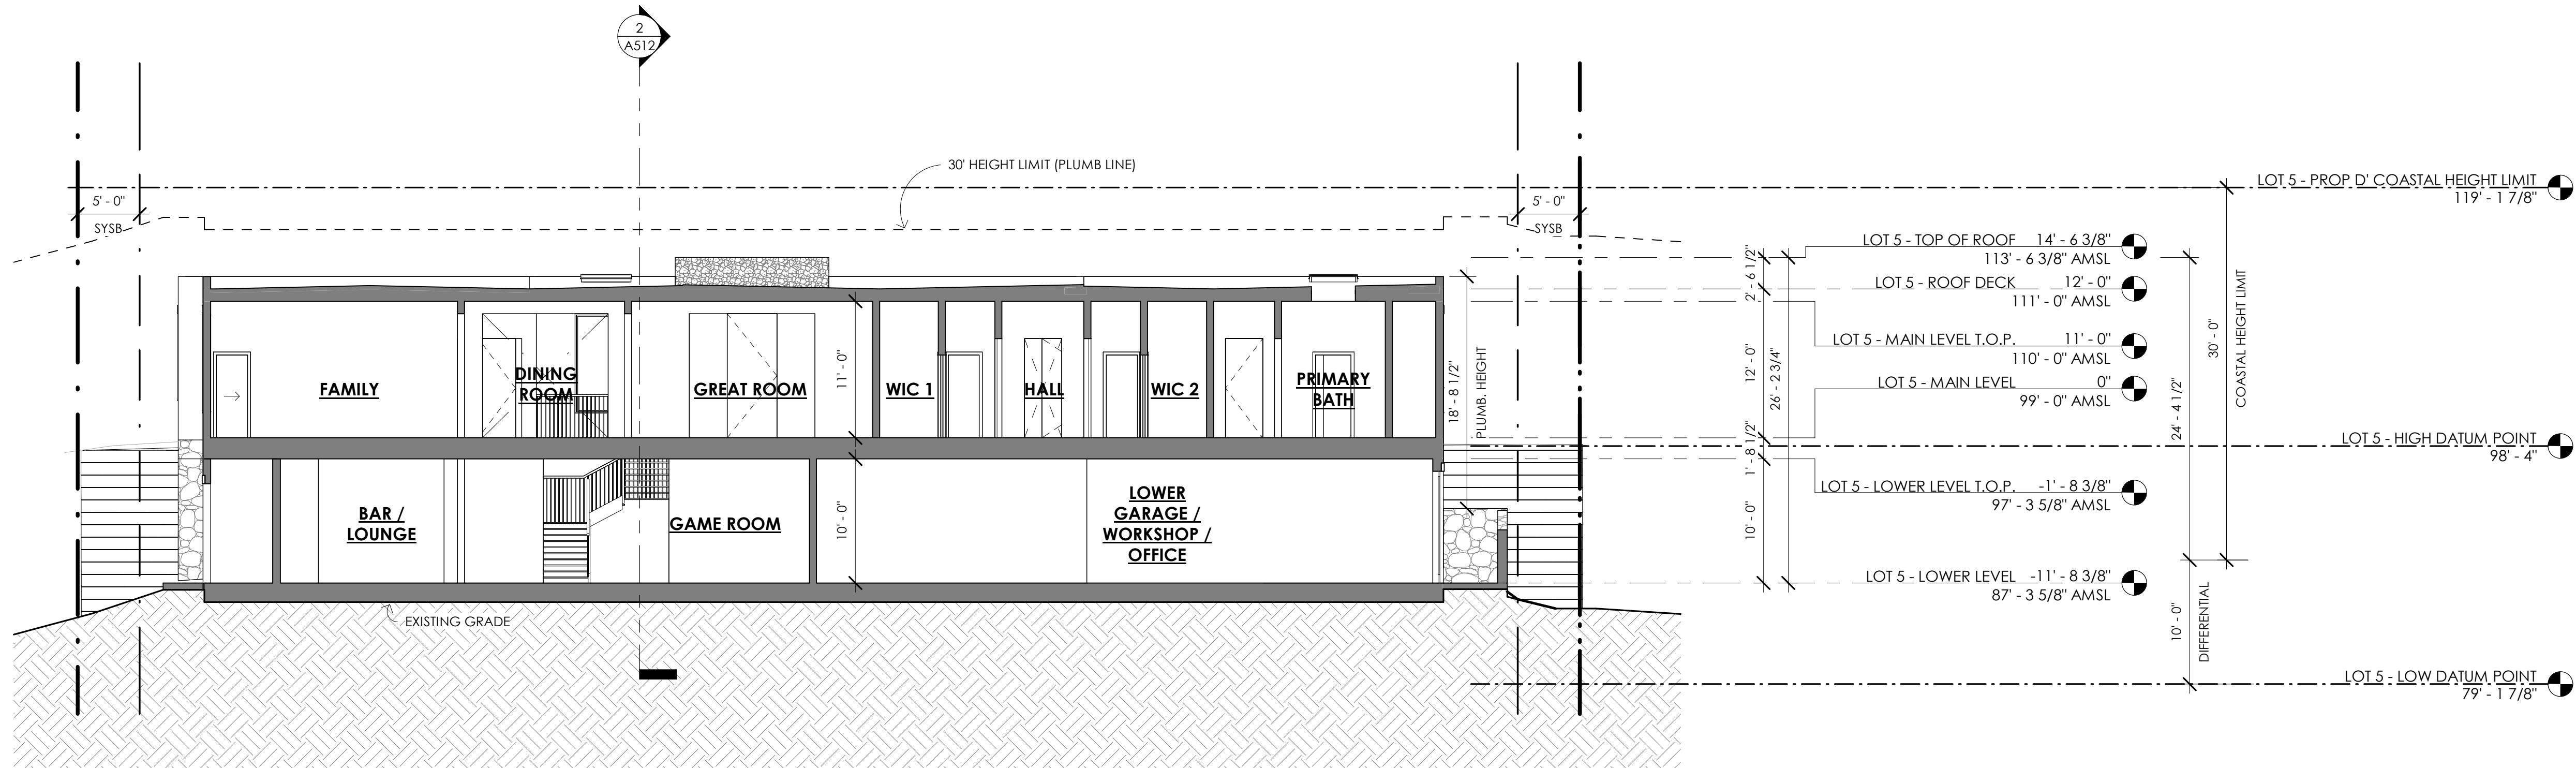 2
A512
30' HEIGHT LIMIT (PLUMB LINE)
LOT 5 - PROP D' COASTAL HEIGHT LIMIT
119' - 1 7/8"
5' - 0"
SYSB
5' - 0"
SYSB
LOT 5 - TOP OF ROOF 14' - 6 3/8"
113' - 6 3/8" AMSL
LOT 5 - ROOF DECK 12' - 0"
111' - 0" AMSL
LOT 5 - MAIN LEVEL T.O.P. 11' - 0"
110' - 0" AMSL
LOT 5 - MAIN LEVEL 0"
99' - 0" AMSL
LOT 5 - HIGH DATUM POINT
98' - 4"
LOT 5 - LOWER LEVEL T.O.P. -1' - 8 3/8"
97' - 3 5/8" AMSL
LOT 5 - LOWER LEVEL -11' - 8 3/8"
87' - 3 5/8" AMSL
LOT 5 - LOW DATUM POINT
79' - 1 7/8"
2' - 6 1/2"
12' - 0"
1' - 8 1/2"
10' - 0"
26' - 2 3/4"
24' - 4 1/2"
10' - 0"
DIFFERENTIAL
30' - 0"
COASTAL HEIGHT LIMIT
18' - 8 1/2"
PLUMB. HEIGHT
FAMILY
DINING
ROOM
GREAT ROOM
11' - 0"
WIC 1
HALL
WIC 2
PRIMARY
BATH
BAR /
LOUNGE
GAME ROOM
10' - 0"
LOWER
GARAGE /
WORKSHOP /
OFFICE
EXISTING GRADE